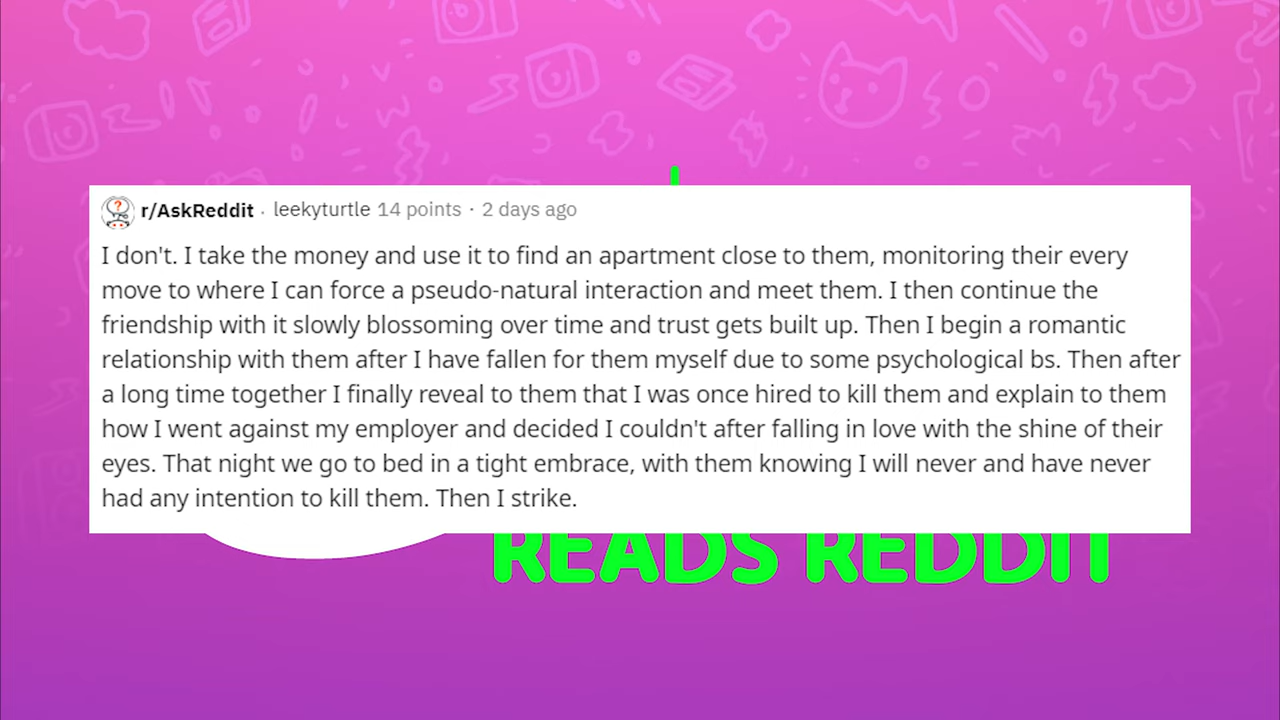 r/AskReddit · leekyturtle 14 points · 2 days ago
I don't. I take the money and use it to find an apartment close to them, monitoring their every
move to where I can force a pseudo-natural interaction and meet them. I then continue the
friendship with it slowly blossoming over time and trust gets built up. Then I begin a romantic
relationship with them after I have fallen for them myself due to some psychological bs. Then after
a long time together I finally reveal to them that I was once hired to kill them and explain to them
how I went against my employer and decided I couldn't after falling in love with the shine of their
eyes. That night we go to bed in a tight embrace, with them knowing I will never and have never
had any intention to kill them. Then I strike.
READS REDDIT